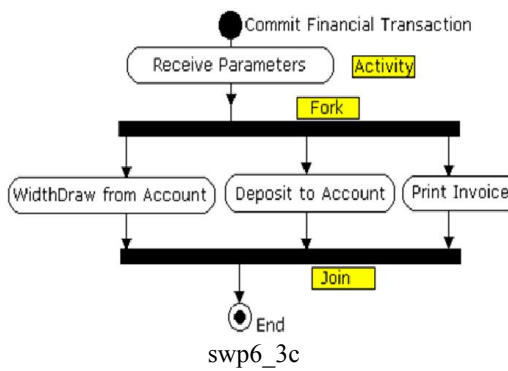 Commit Financial Transaction
Receive Parameters
Activity
Fork
WidthDraw from Account
Deposit to Account
Print Invoice
Join
End
swp6_3c